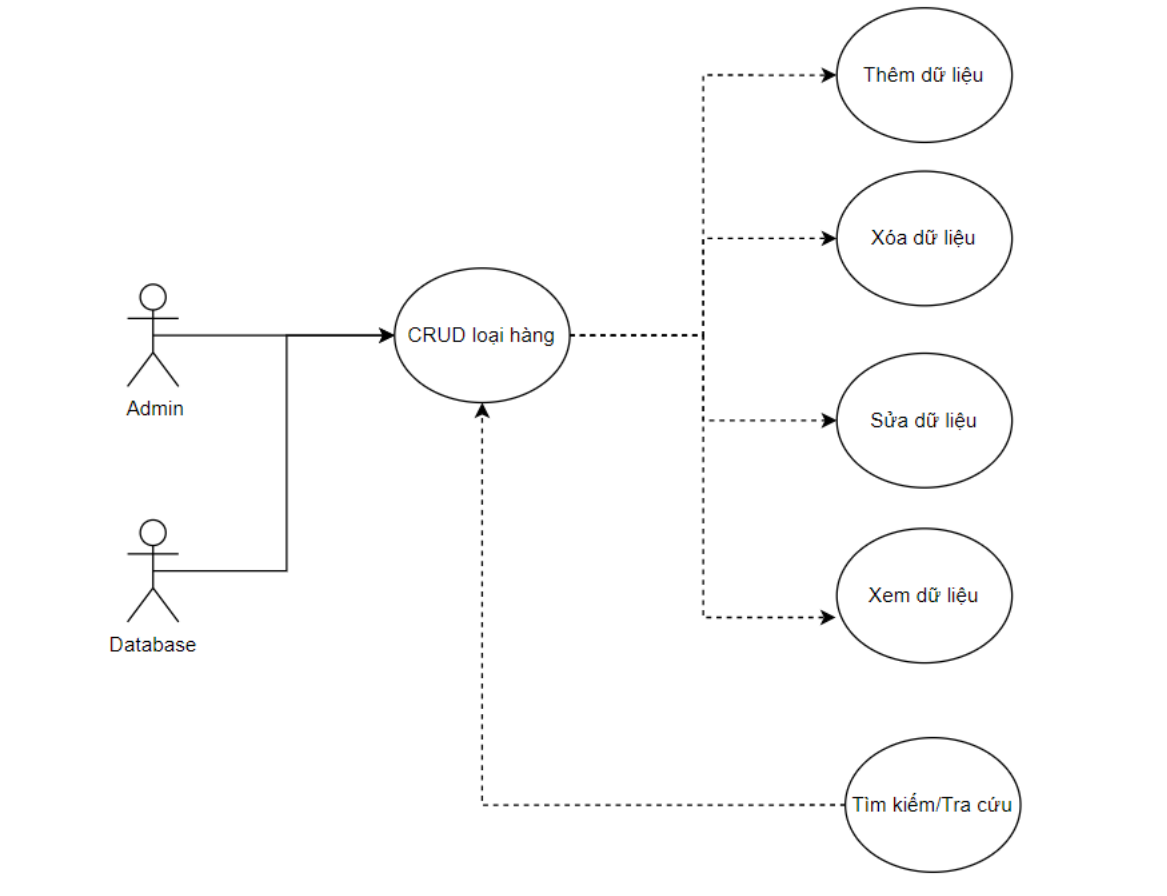 Thêm dữ liệu
Xóa dữ liệu
CRUD loại hàng
Admin
Sửa dữ liệu
Xem dữ liệu
Database
Tìm kiếm/Tra cứu